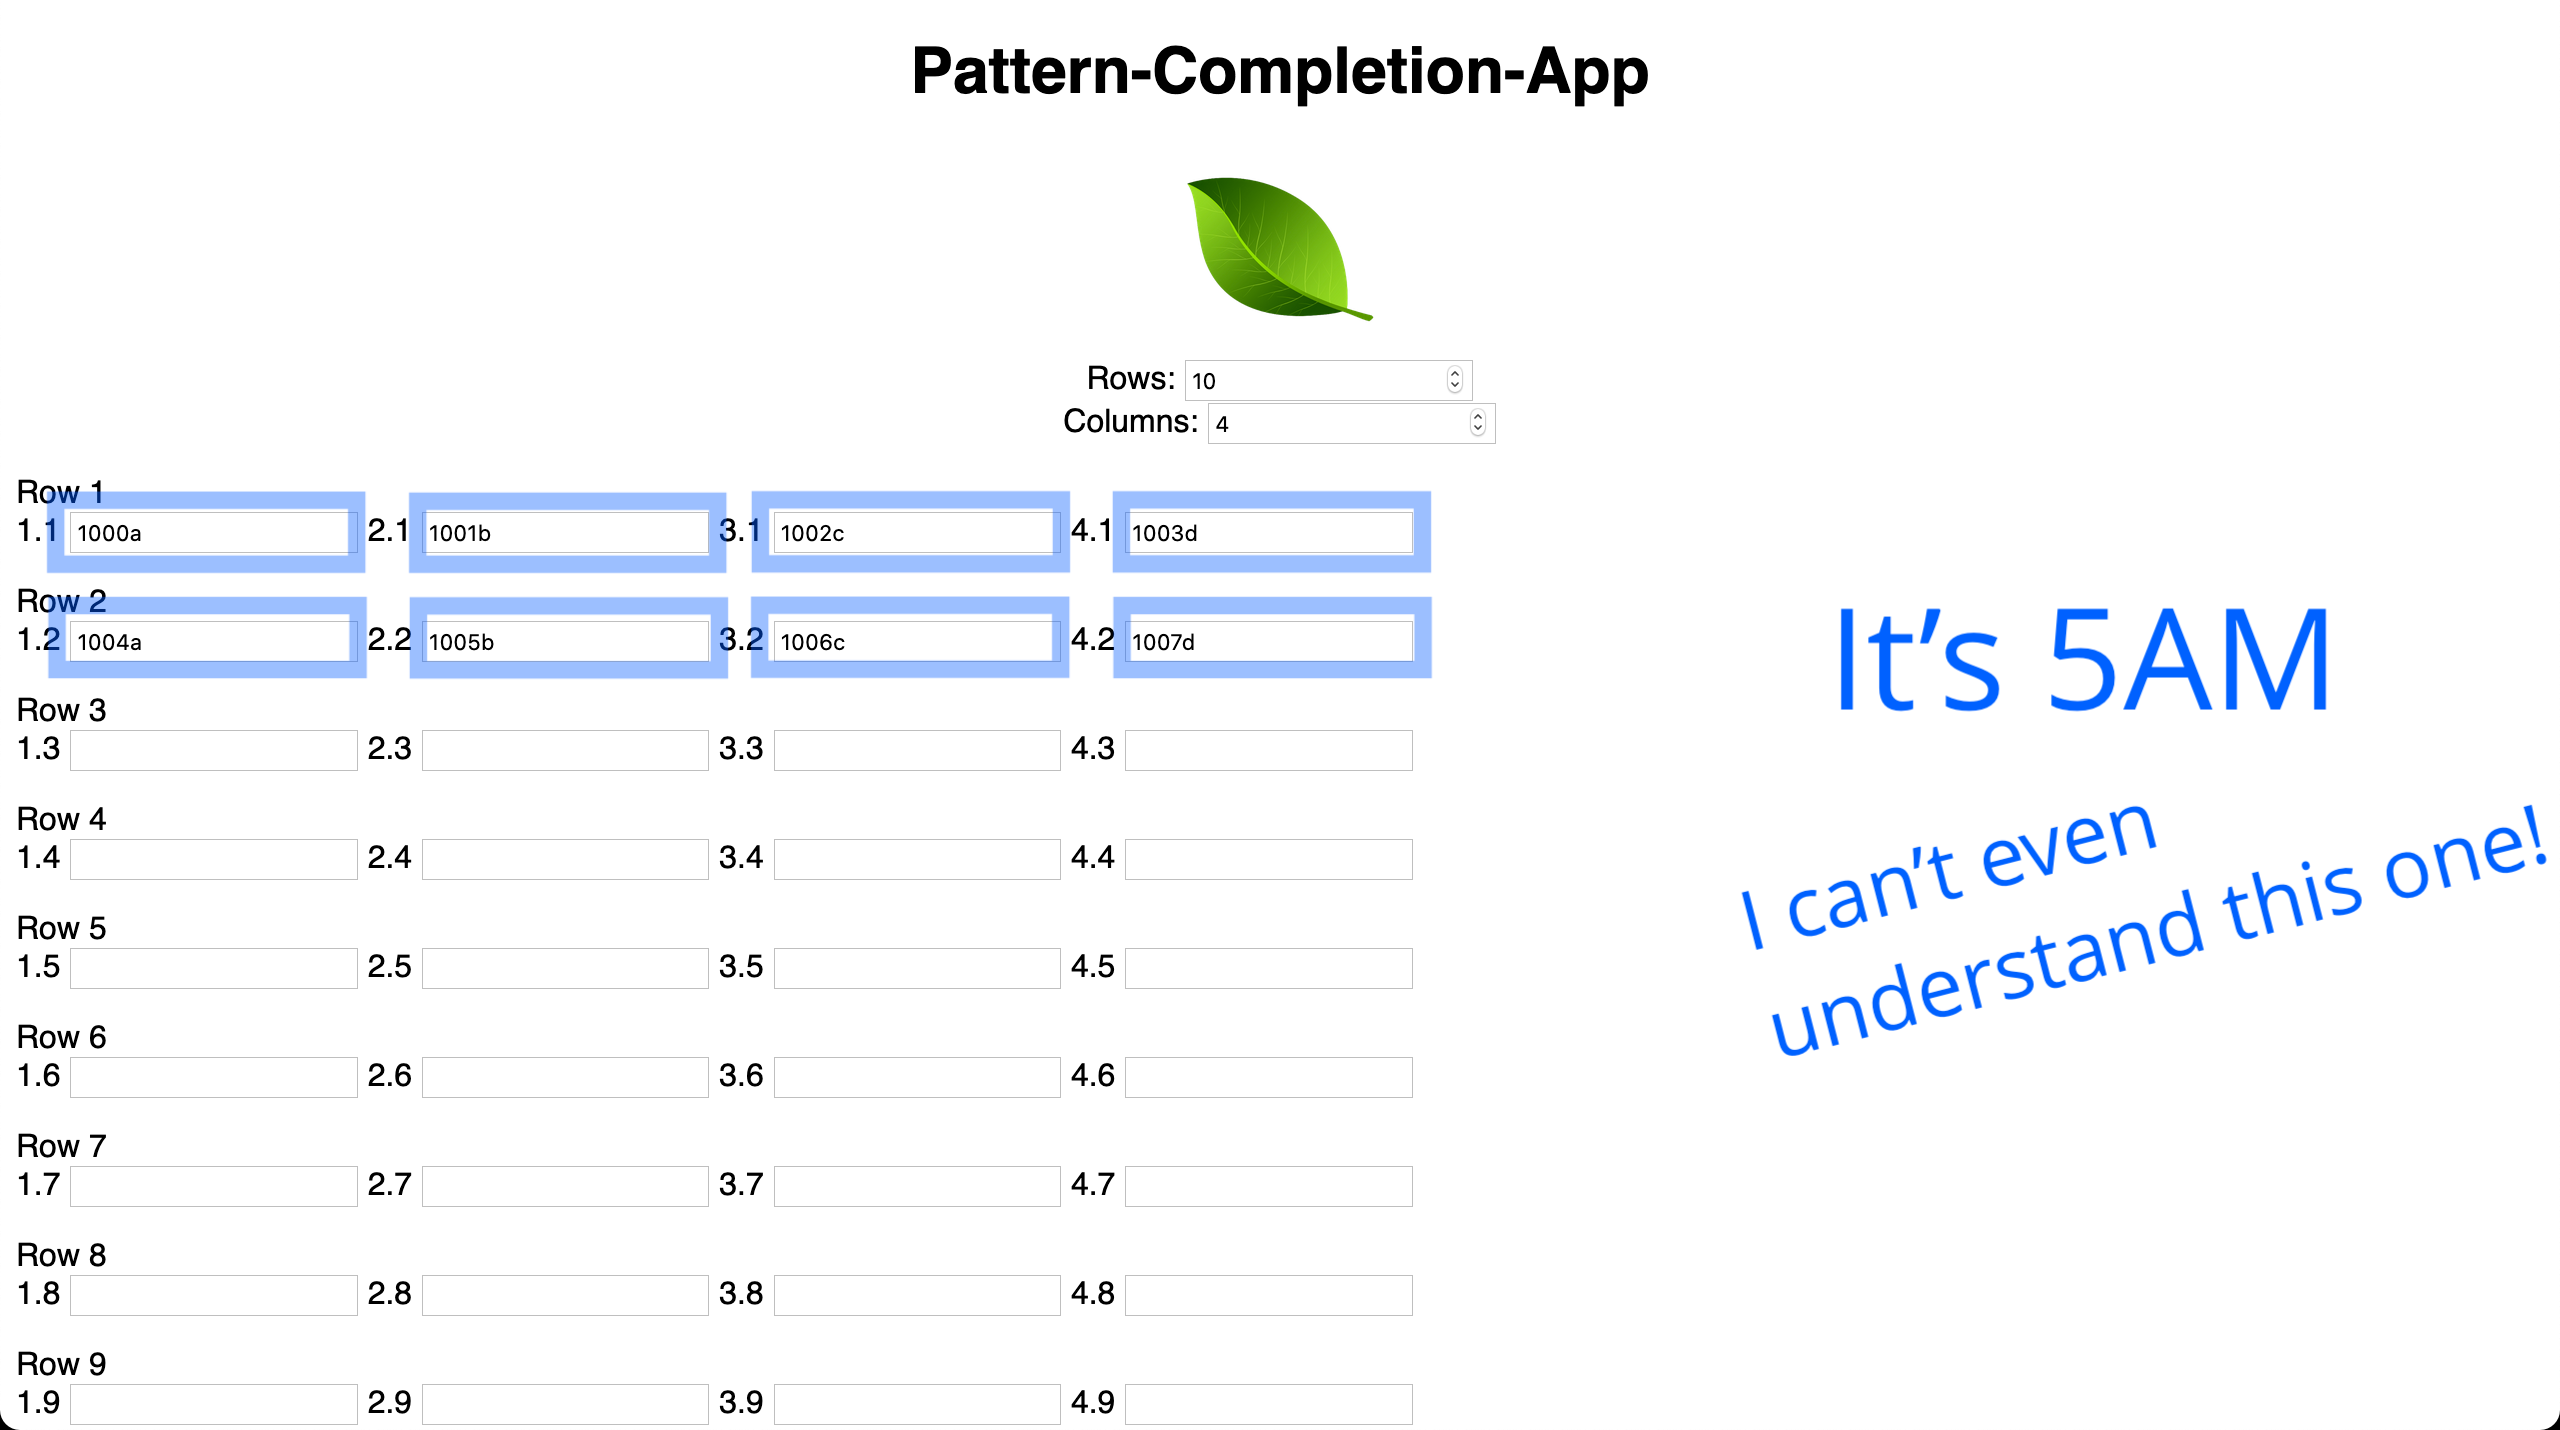 Pattern-Completion-App
Rows: 10
Columns: 4
Row 1
1.1 1000a 2.1 1001b 3.1 1002c 4.1 1003d
Row 2
1.2 1004a 2.2 1005b 3.2 1006c 4.2 1007d
Row 3
1.3 2.3 3.3 4.3
Row 4
1.4 2.4 3.4 4.4
Row 5
1.5 2.5 3.5 4.5
Row 6
1.6 2.6 3.6 4.6
Row 7
1.7 2.7 3.7 4.7
Row 8
1.8 2.8 3.8 4.8
Row 9
1.9 2.9 3.9 4.9
It’s 5AM
I can’t even
understand this one!